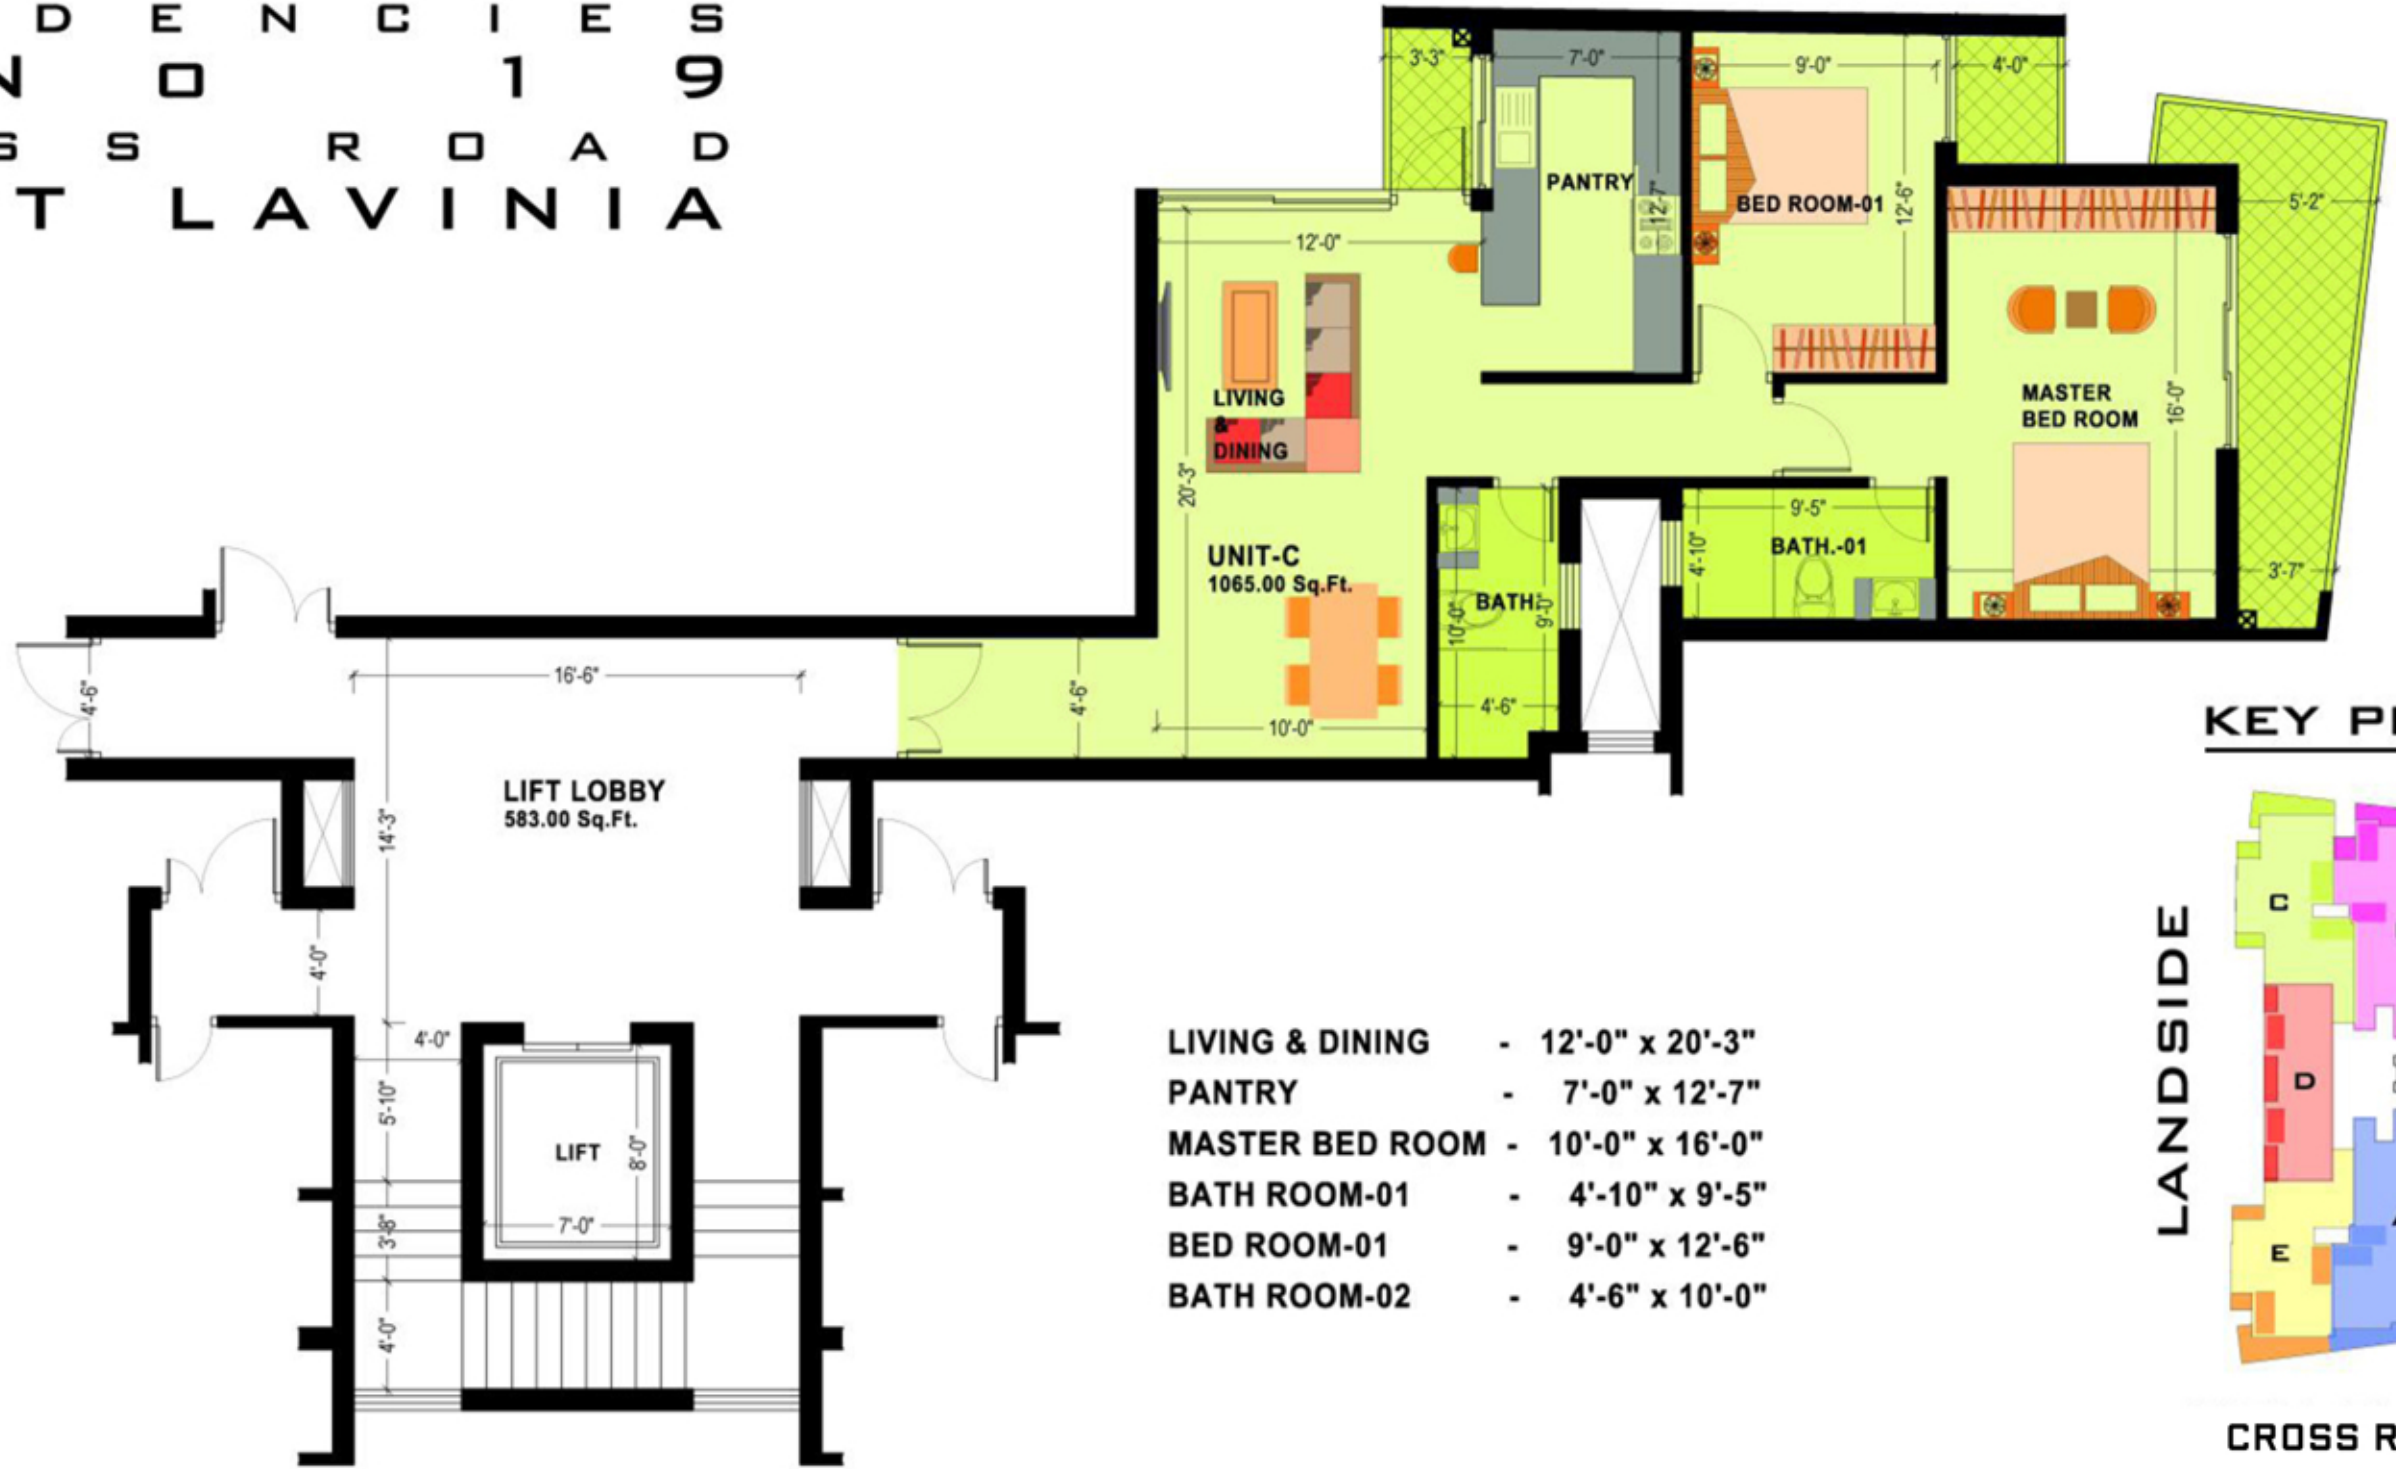 D E N C I E S
N O 1 9
S S R O A D
T L A V I N I A
3'-3"
7'-0"
9'-0"
4'-0"
PANTRY
12'-7"
BED ROOM-01
12'-6"
5'-2"
12'-0"
LIVING
&
DINING
20'-3"
MASTER
BED ROOM
16'-0"
UNIT-C
1065.00 Sq.Ft.
BATH.
10'-0"
9'-0"
4'-6"
9'-5"
BATH.-01
4'-10"
3'-7"
4'-6"
16'-6"
4'-6"
10'-0"
LIFT LOBBY
583.00 Sq.Ft.
14'-3"
4'-0"
4'-0"
5'-10"
LIFT
8'-0"
7'-0"
3'-8"
4'-0"
LIVING & DINING - 12'-0" x 20'-3"
PANTRY - 7'-0" x 12'-7"
MASTER BED ROOM - 10'-0" x 16'-0"
BATH ROOM-01 - 4'-10" x 9'-5"
BED ROOM-01 - 9'-0" x 12'-6"
BATH ROOM-02 - 4'-6" x 10'-0"
KEY P
LANDSIDE
C
D
E
CROSS R